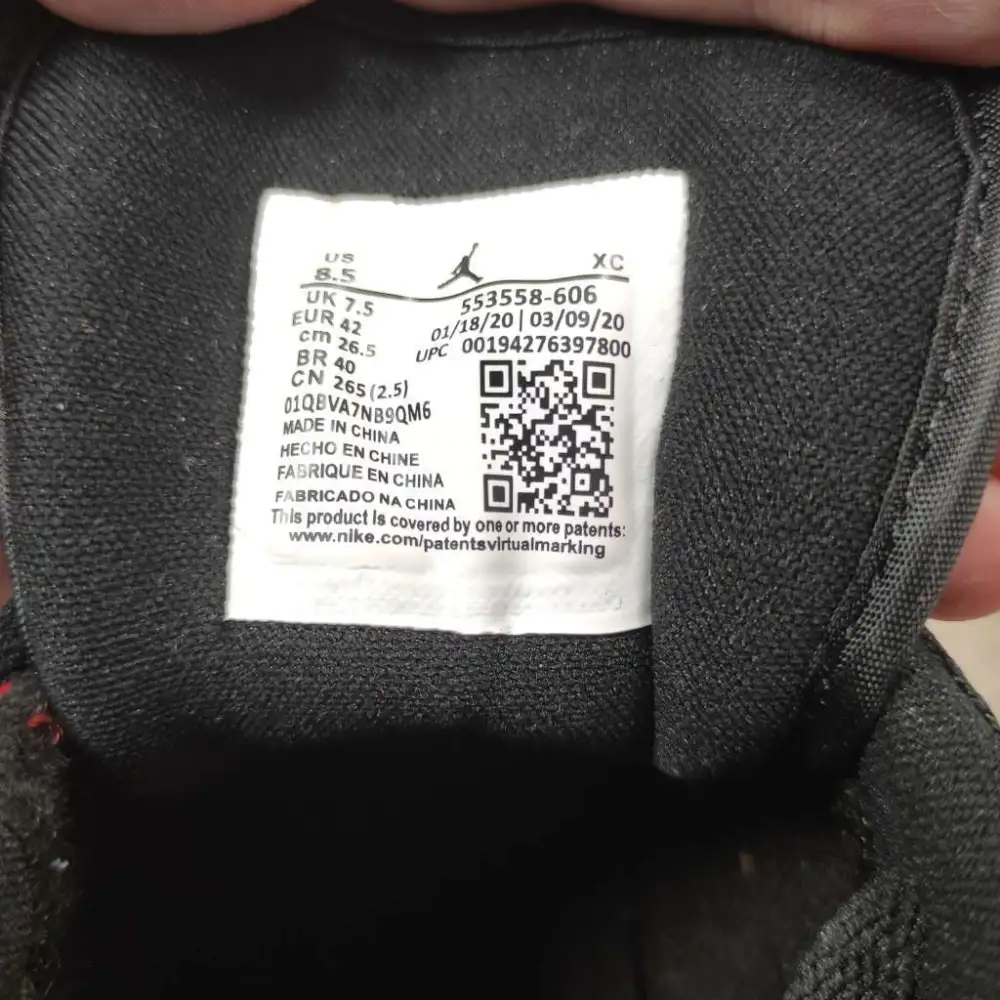 US
8.5
XC
UK 7.5
EUR 42
cm 26.5
BR 40
CN 265 (2.5)
553558-606
01/18/20 | 03/09/20
UPC 00194276397800
01QBVA7NB9QM6
MADE IN CHINA
HECHO EN CHINE
FABRIQUE EN CHINA
FABRICADO NA CHINA
This product is covered by one or more patents:
www.nike.com/patentsvirtualmarking